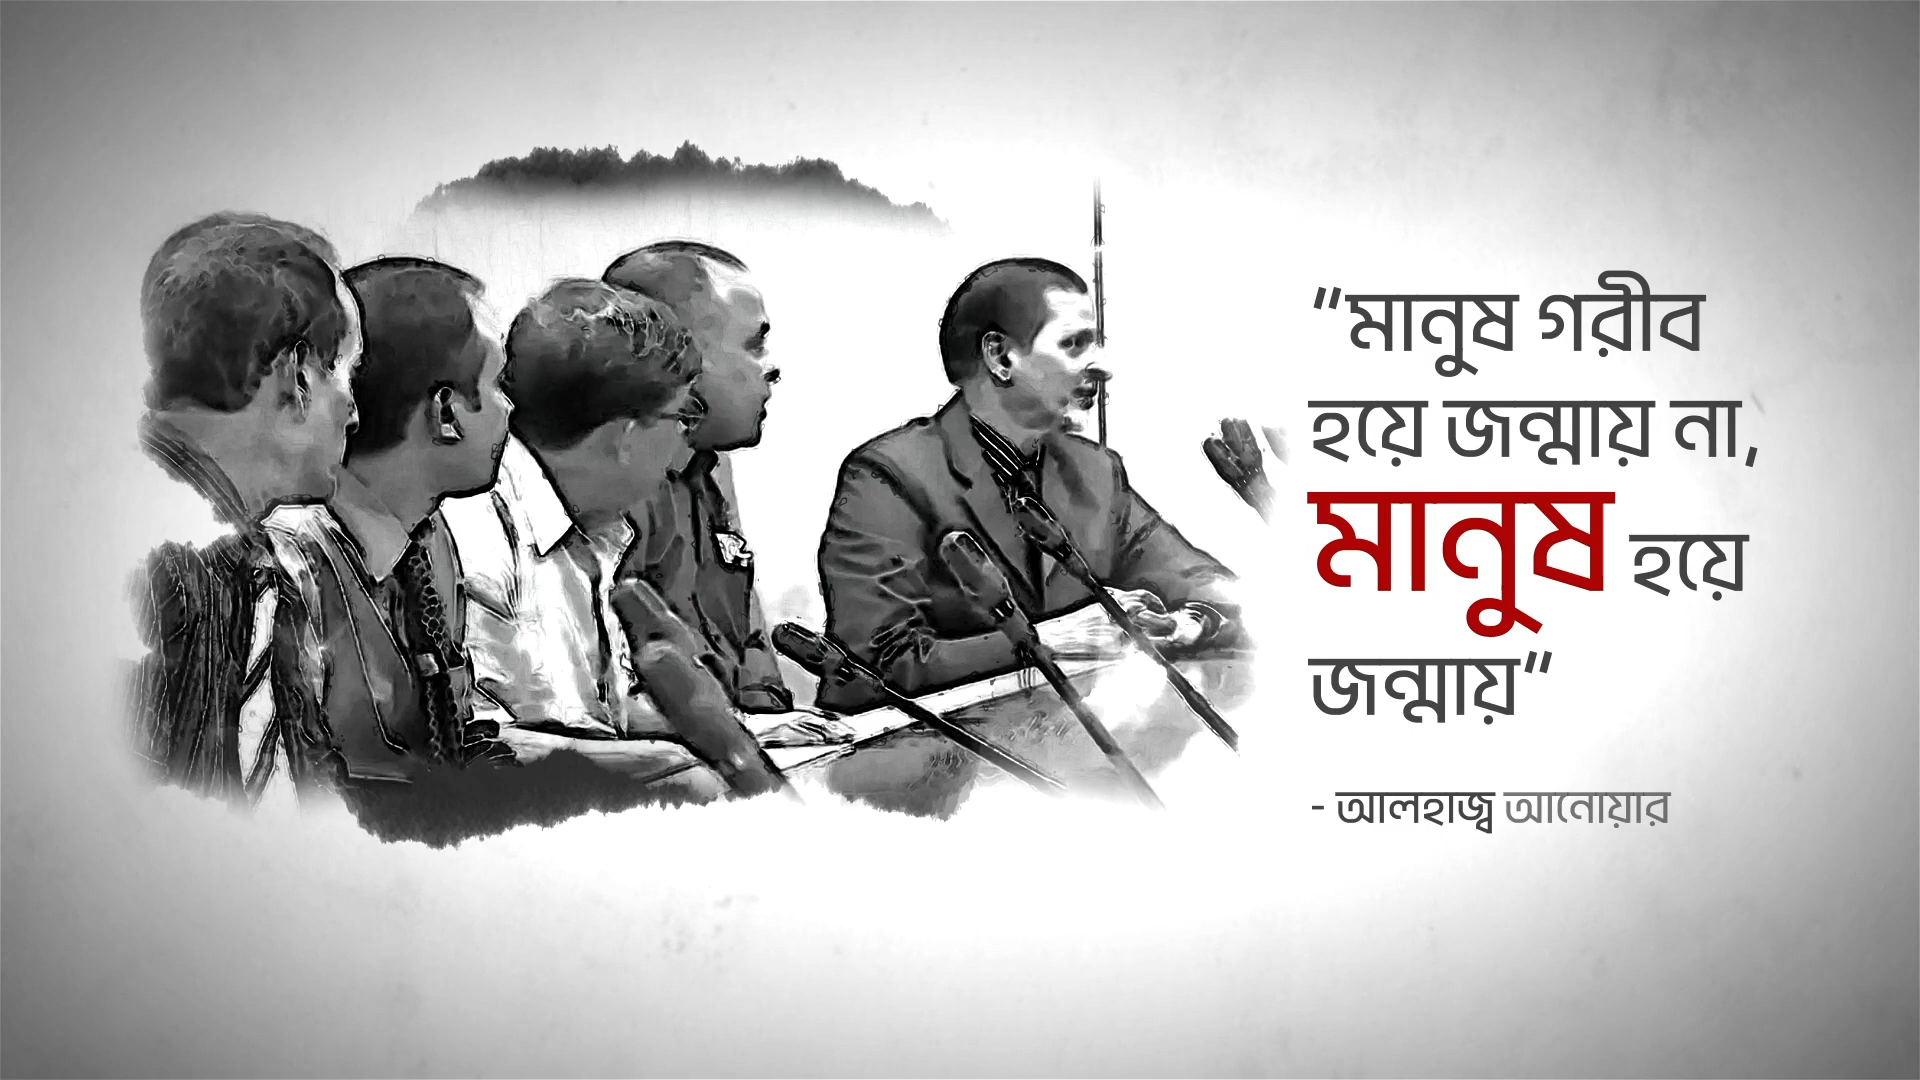 “মানুষ গরীব
হয়ে জন্মায় না,
মানুষ হয়ে
জন্মায়”
- আলহাজ্ব আনোয়ার